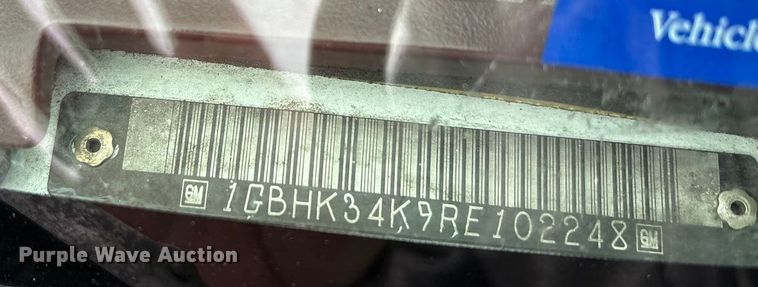 Vehicle
GM 1GBHK34K9RE102248 GM
Purple Wave Auction